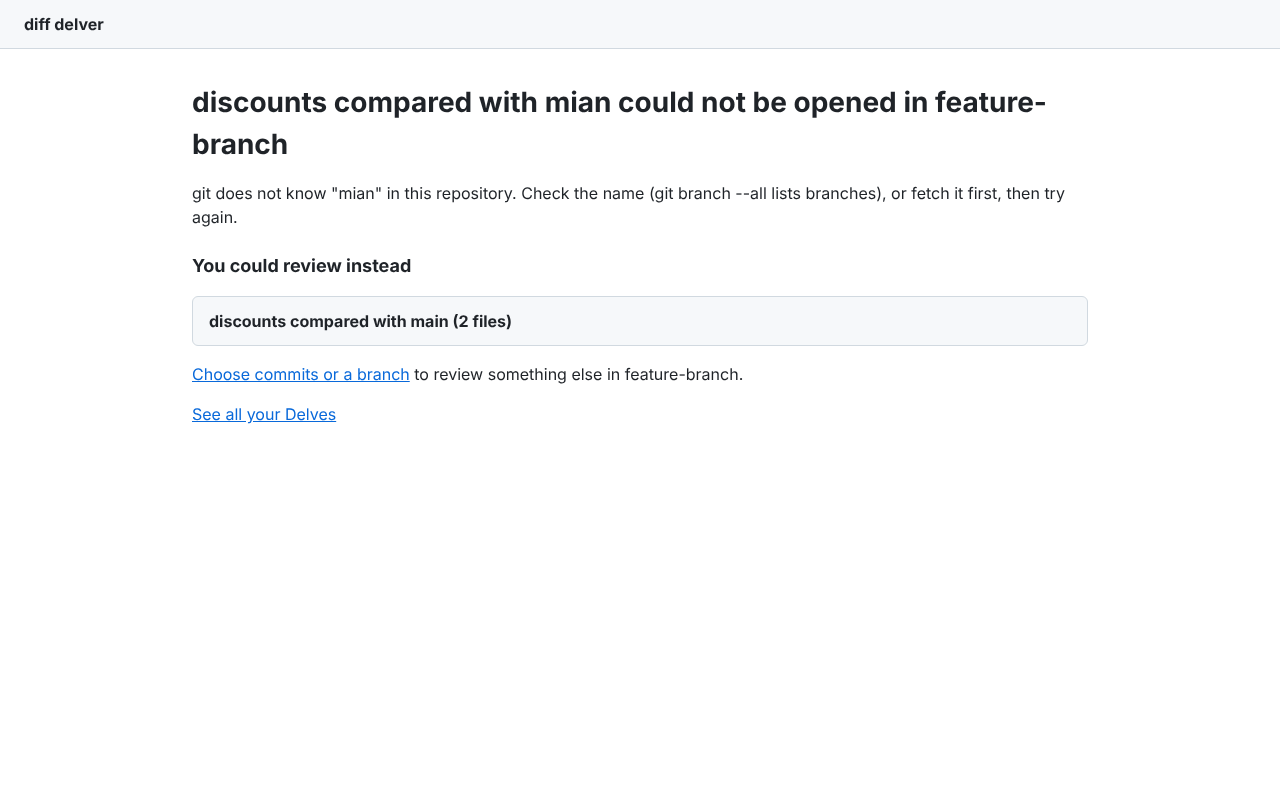 diff delver
discounts compared with mian could not be opened in feature-
branch
git does not know "mian" in this repository. Check the name (git branch --all lists branches), or fetch it first, then try
again.
You could review instead
discounts compared with main (2 files)
Choose commits or a branch to review something else in feature-branch.
See all your Delves